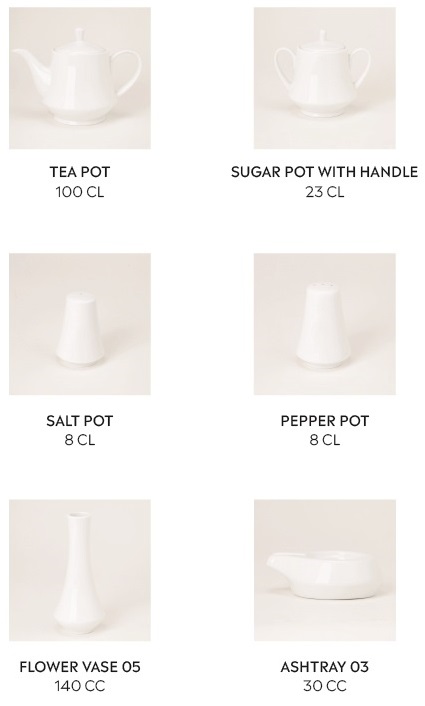 TEA POT
100 CL
SUGAR POT WITH HANDLE
23 CL
SALT POT
8 CL
PEPPER POT
8 CL
FLOWER VASE 05
140 CC
ASHTRAY 03
30 CC